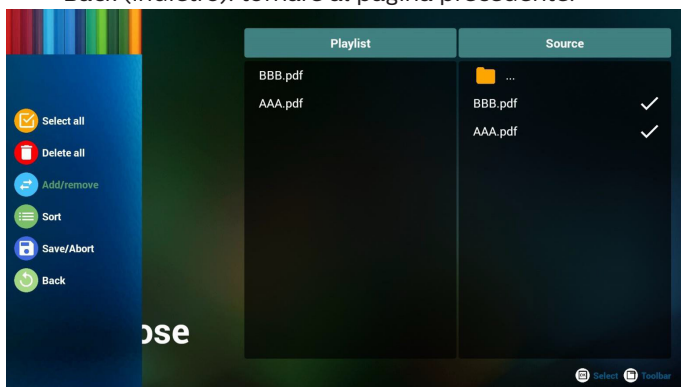 Back (indietro): tornare al pagina precedente.
Playlist
Source
BBB.pdf
AAA.pdf
...
BBB.pdf
AAA.pdf
Select all
Delete all
Add/remove
Sort
Save/Abort
Back
ose
OK Select Toolbar